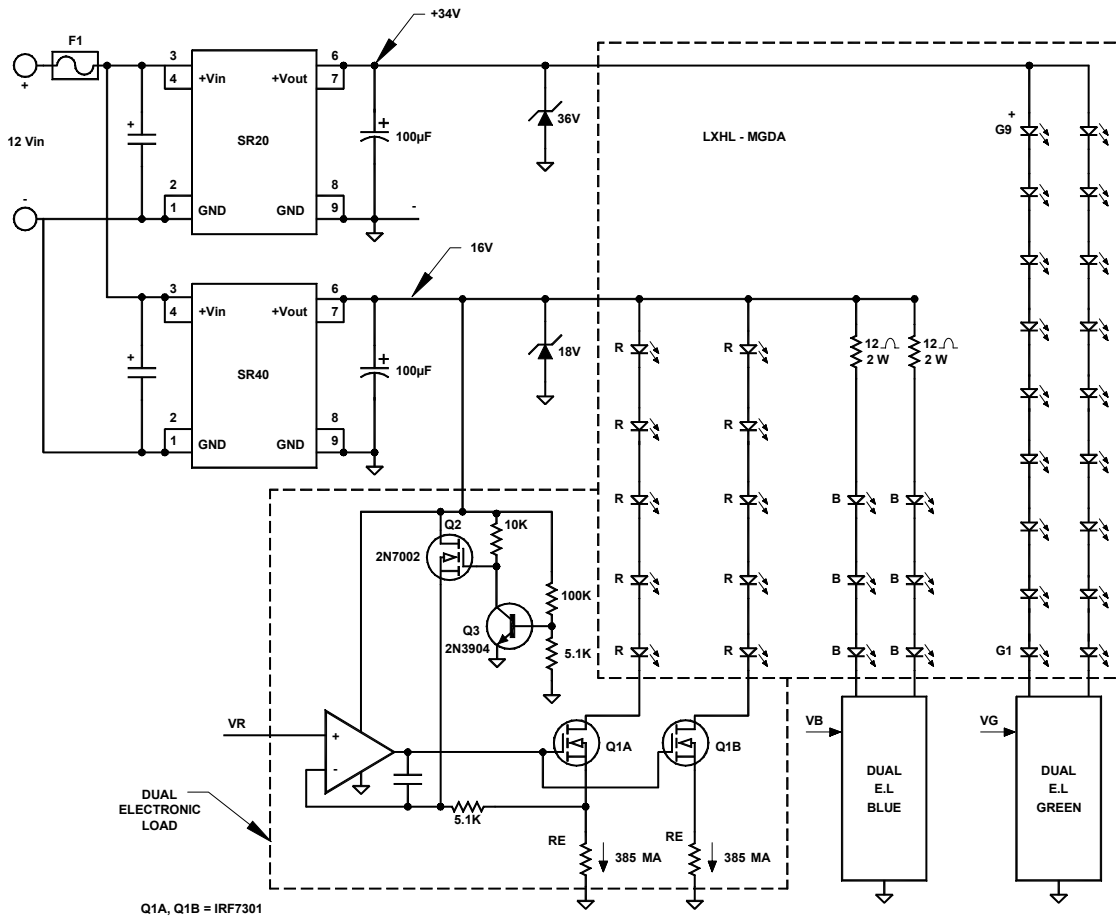 +34V
F1
+
12 Vin
-
3
4
+Vin
+Vout
6
7
SR20
2
1
GND
GND
8
9
+
+
100µF
-
36V
LXHL - MGDA
+
G9
16V
3
4
+Vin
+Vout
6
7
SR40
2
1
GND
GND
8
9
+
+
100µF
18V
R
R
12
2 W
12
2 W
R
R
Q2
10K
2N7002
R
R
B
B
100K
Q3
2N3904
5.1K
R
R
B
B
R
R
B
B
G1
VR
+
-
Q1A
Q1B
VB
VG
DUAL
E.L
BLUE
DUAL
E.L
GREEN
DUAL
ELECTRONIC
LOAD
5.1K
RE
385 MA
RE
385 MA
Q1A, Q1B = IRF7301